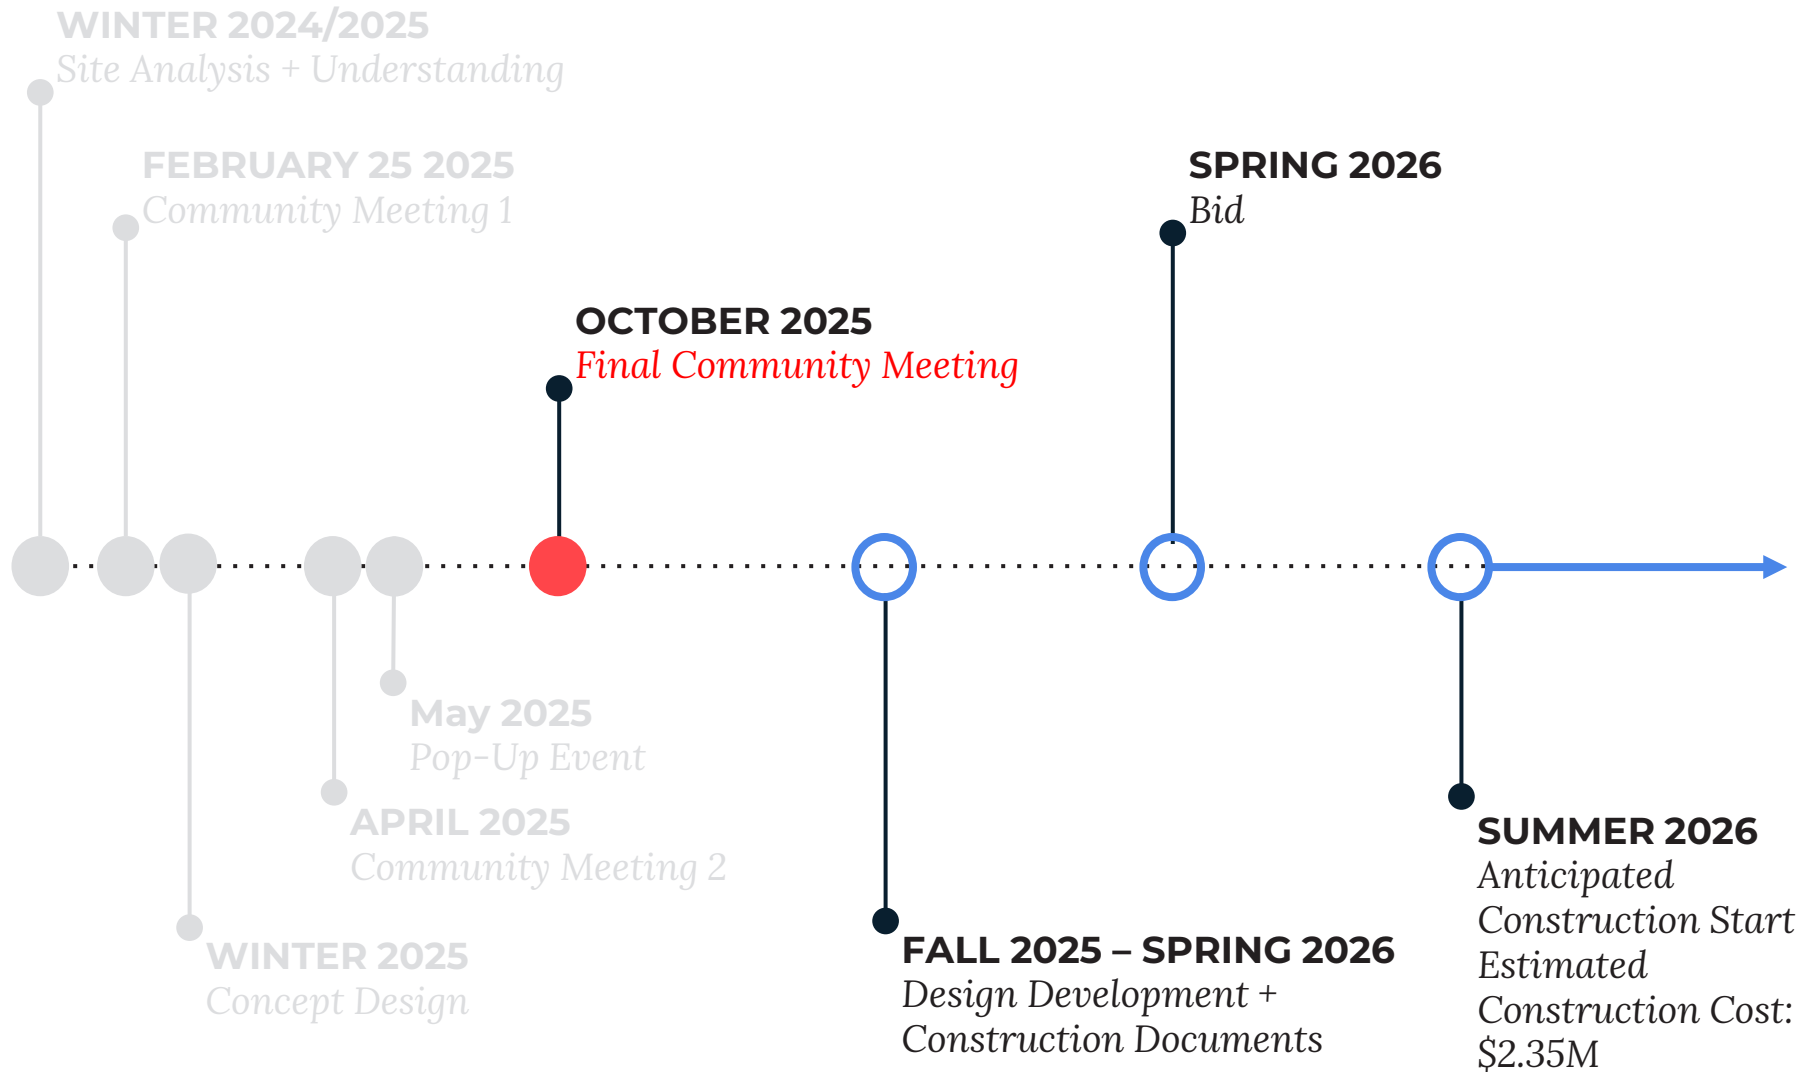 WINTER 2024/2025
Site Analysis + Understanding
FEBRUARY 25 2025
Community Meeting 1
SPRING 2026
Bid
OCTOBER 2025
Final Community Meeting
May 2025
Pop-Up Event
APRIL 2025
Community Meeting 2
WINTER 2025
Concept Design
FALL 2025 – SPRING 2026
Design Development +
Construction Documents
SUMMER 2026
Anticipated
Construction Start
Estimated
Construction Cost:
$2.35M